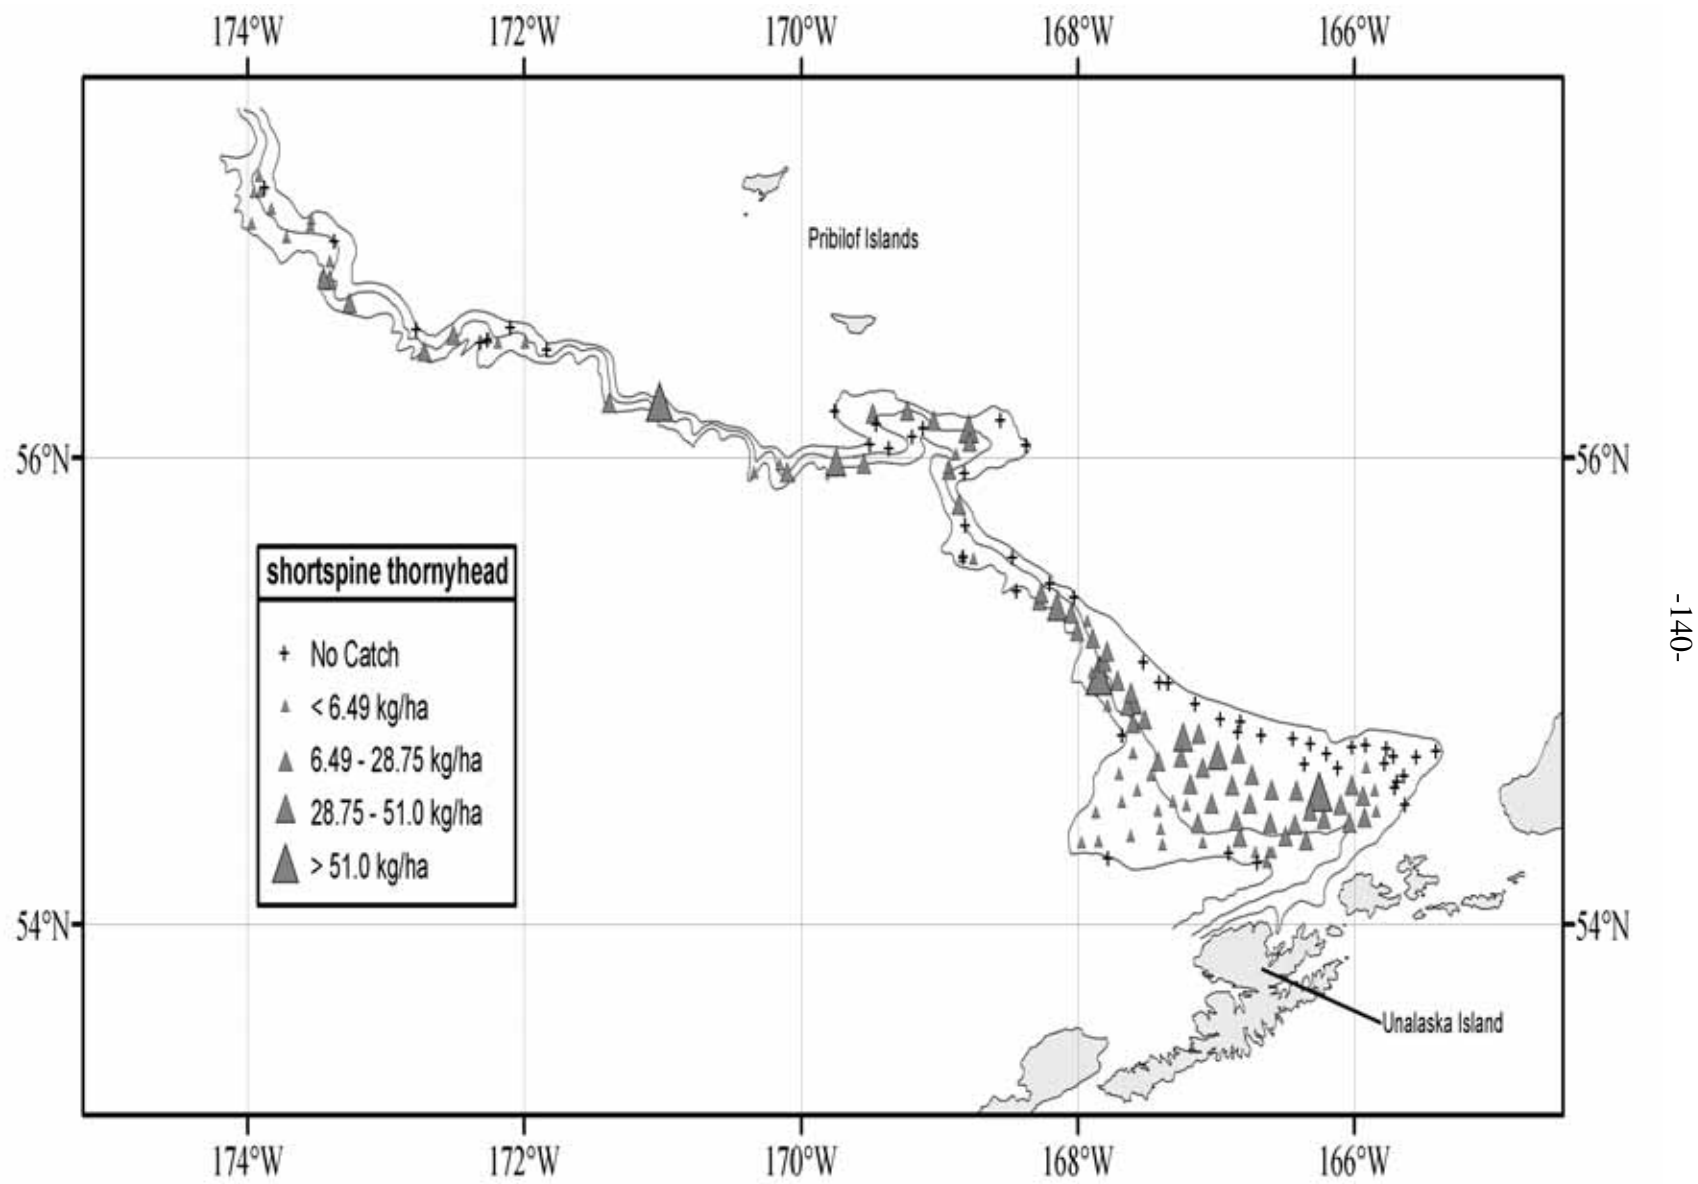 174°W 172°W 170°W 168°W 166°W
Pribilof Islands
56°N 56°N
shortspine thornyhead
No Catch
< 6.49 kg/ha
6.49 - 28.75 kg/ha
28.75 - 51.0 kg/ha
> 51.0 kg/ha
-140-
54°N 54°N
Unalaska Island
174°W 172°W 170°W 168°W 166°W